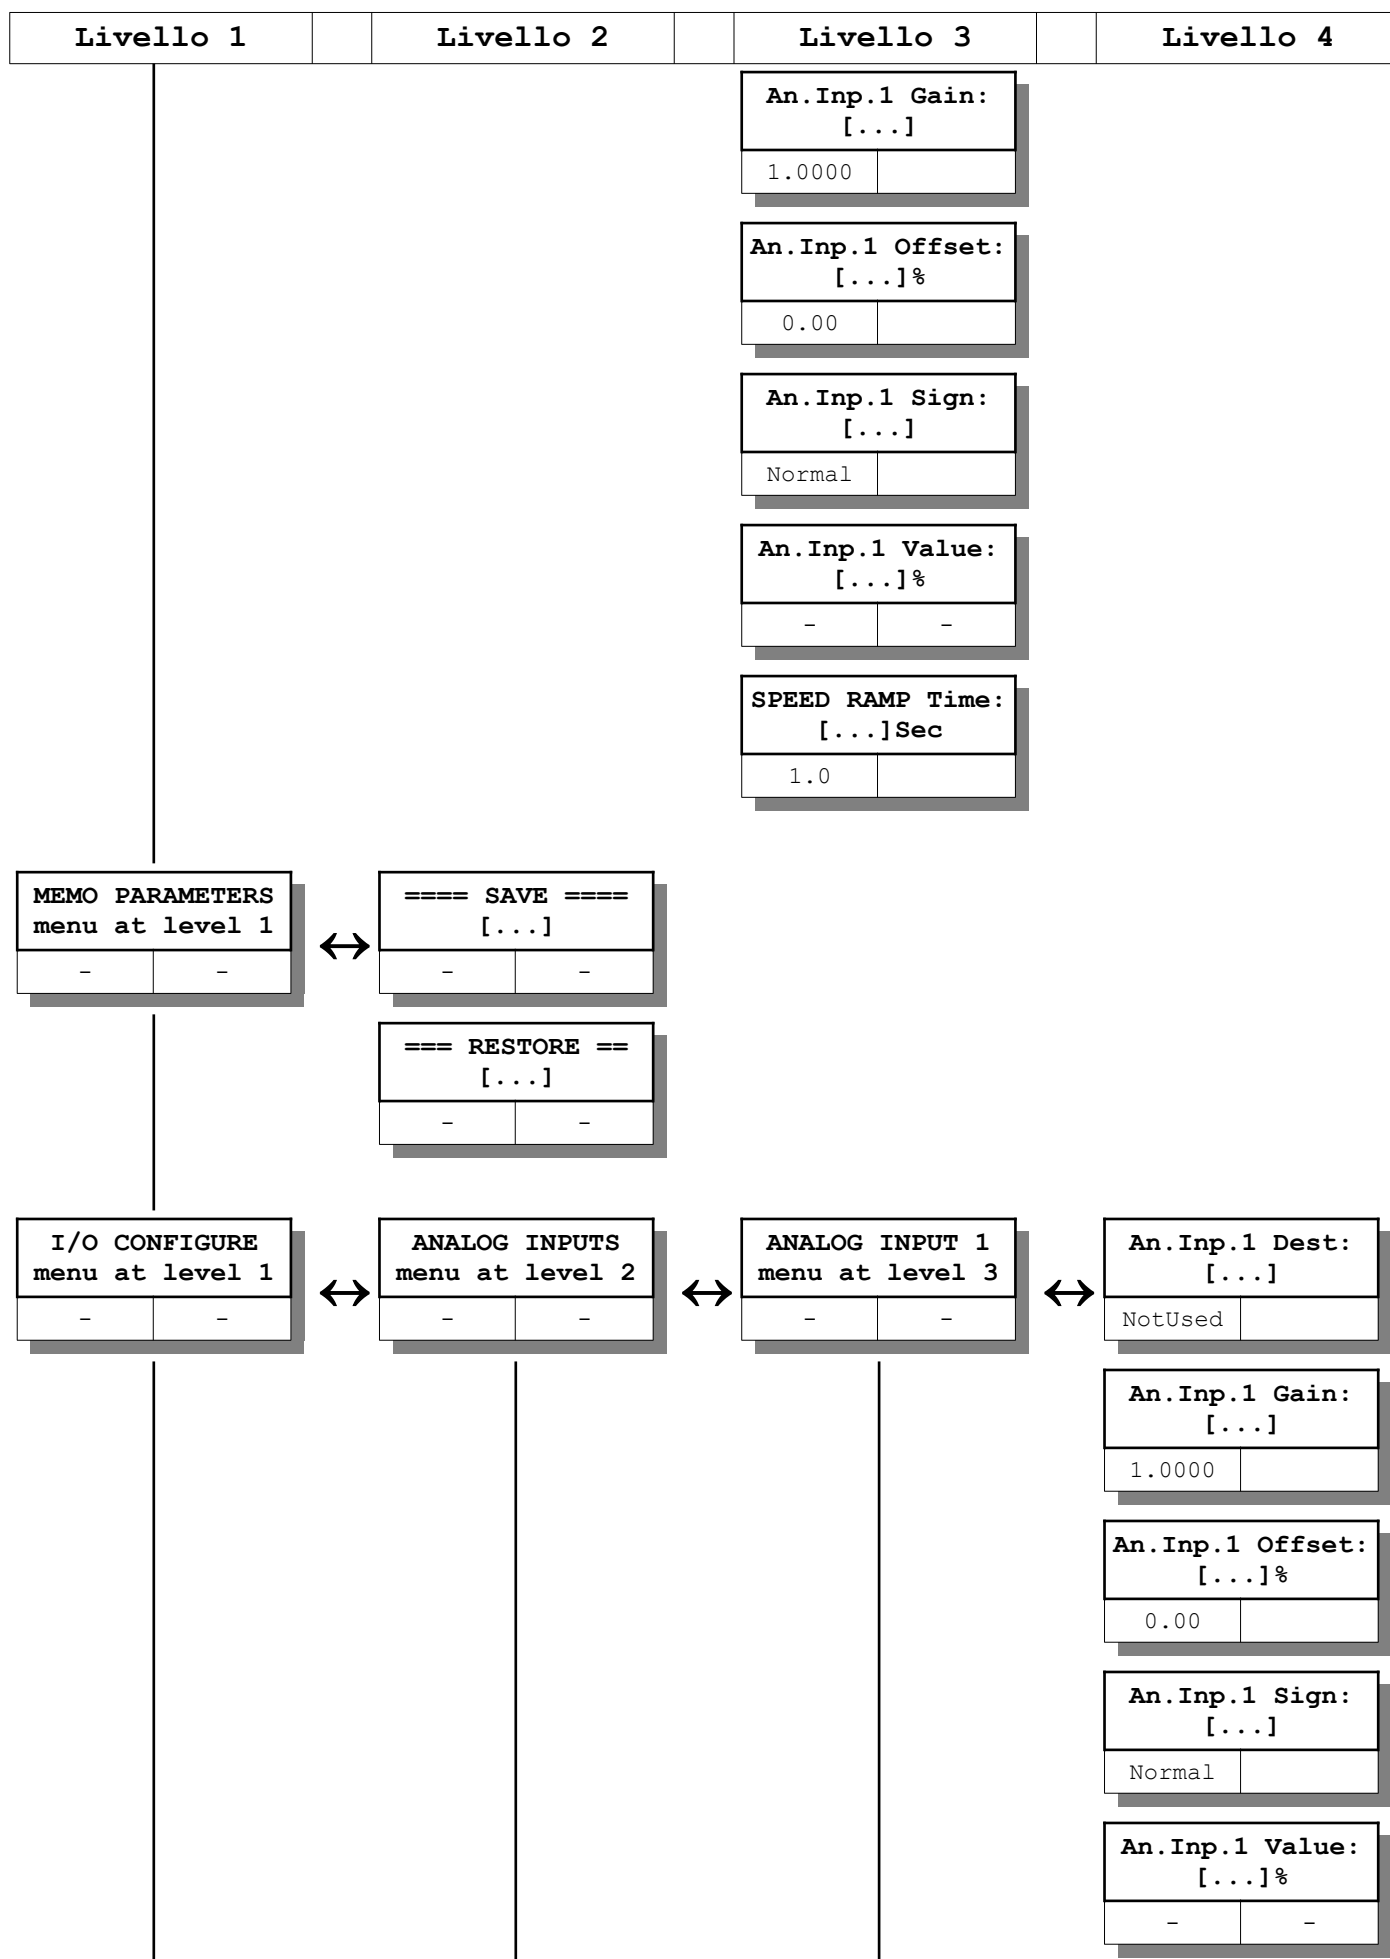 Livello 1
Livello 2
Livello 3
Livello 4
An.Inp.1 Gain:
[...]
1.0000
An.Inp.1 Offset:
[...]%
0.00
An.Inp.1 Sign:
[...]
Normal
An.Inp.1 Value:
[...]%
- -
SPEED RAMP Time:
[...]Sec
1.0
MEMO PARAMETERS
menu at level 1
- -
==== SAVE ====
[...]
- -
=== RESTORE ==
[...]
- -
I/O CONFIGURE
menu at level 1
- -
ANALOG INPUTS
menu at level 2
- -
ANALOG INPUT 1
menu at level 3
- -
An.Inp.1 Dest:
[...]
NotUsed
An.Inp.1 Gain:
[...]
1.0000
An.Inp.1 Offset:
[...]%
0.00
An.Inp.1 Sign:
[...]
Normal
An.Inp.1 Value:
[...]%
- -